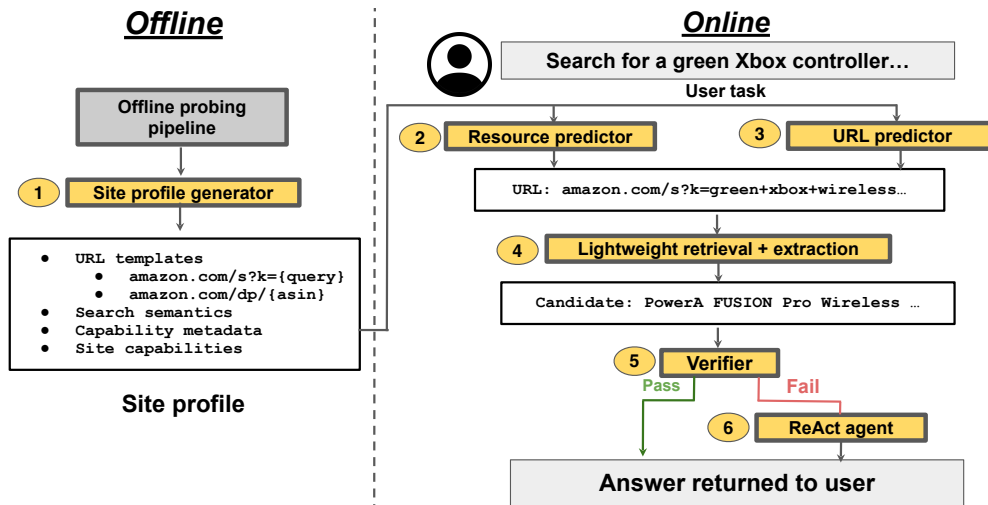 Offline
Offline probing
pipeline
1
Site profile generator
● URL templates
● amazon.com/s?k={query}
● amazon.com/dp/{asin}
● Search semantics
● Capability metadata
● Site capabilities
Site profile
Online
Search for a green Xbox controller…
User task
2
Resource predictor
3
URL predictor
URL: amazon.com/s?k=green+xbox+wireless…
4
Lightweight retrieval + extraction
Candidate: PowerA FUSION Pro Wireless …
5
Verifier
Pass
Fail
6
ReAct agent
Answer returned to user